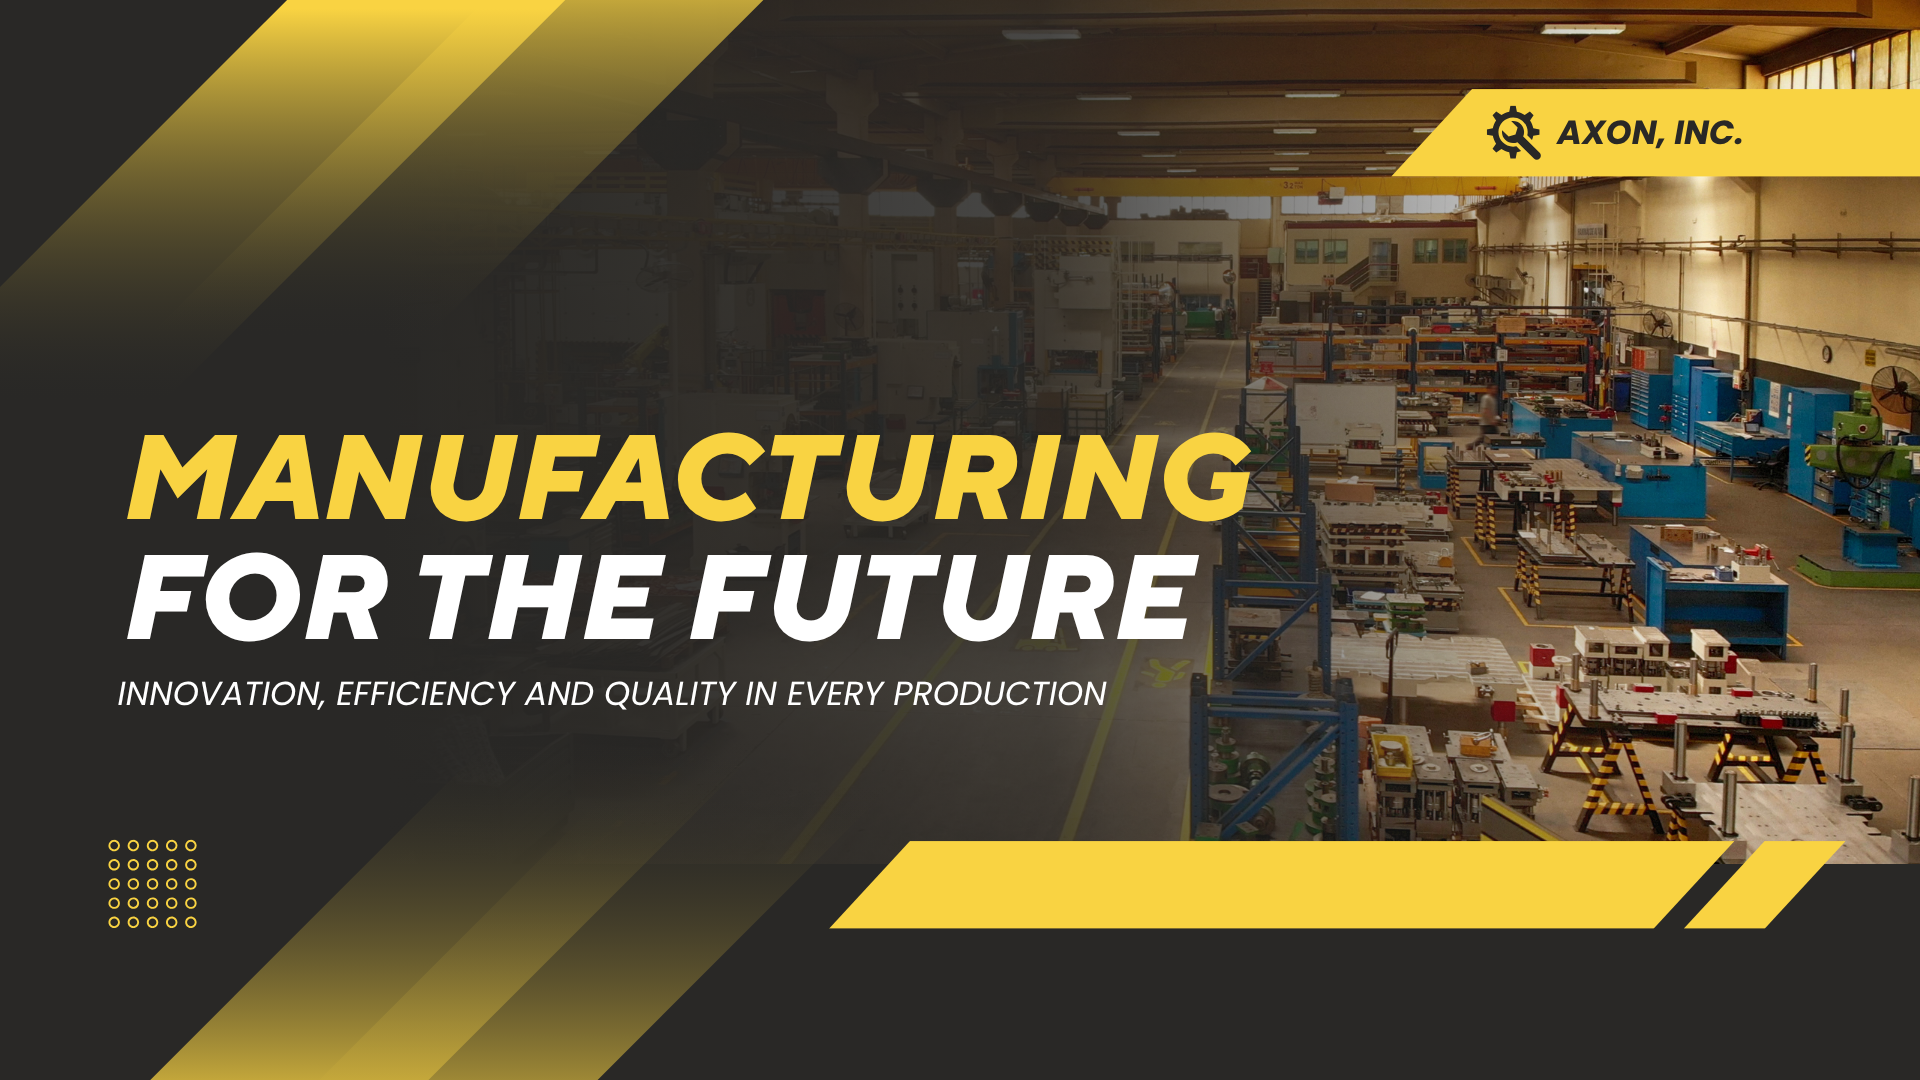 AXON, INC.
MANUFACTURING
FOR THE FUTURE
INNOVATION, EFFICIENCY AND QUALITY IN EVERY PRODUCTION